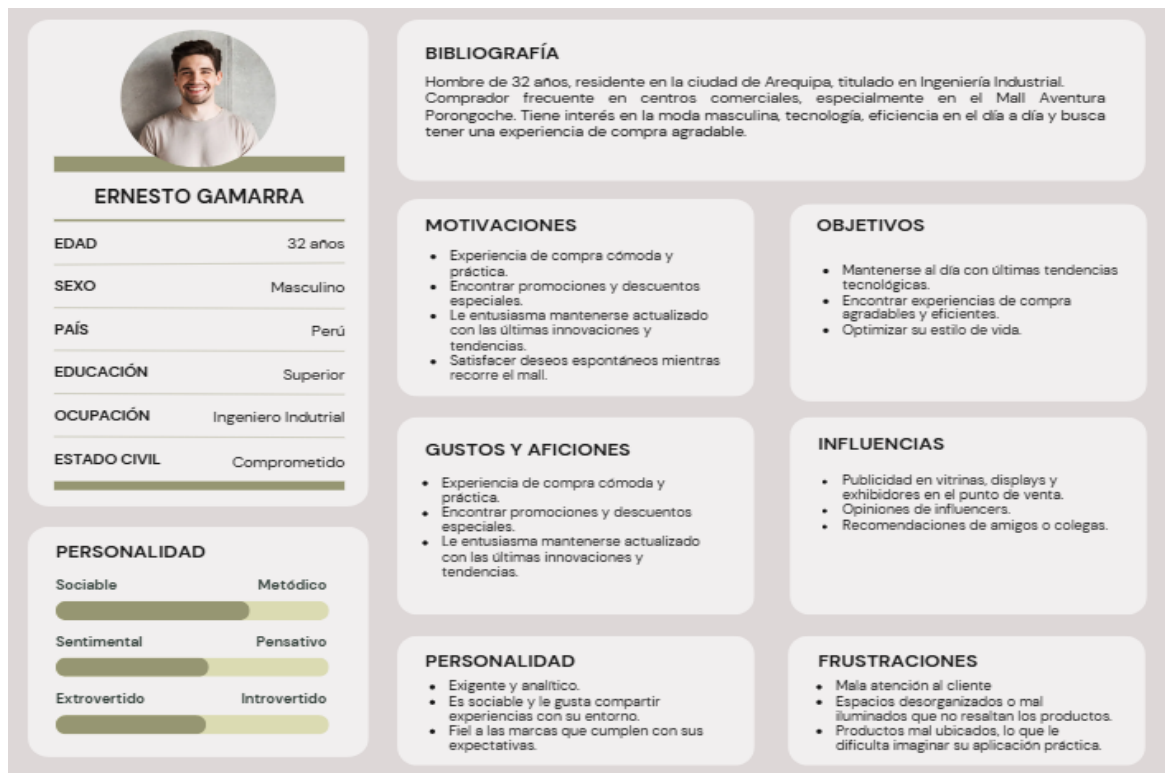 ERNESTO GAMARRA
EDAD 32 años
SEXO Masculino
PAÍS Perú
EDUCACIÓN Superior
OCUPACIÓN Ingeniero Indutrial
ESTADO CIVIL Comprometido
PERSONALIDAD
Sociable Metódico
Sentimental Pensativo
Extrovertido Introvertido
BIBLIOGRAFÍA
Hombre de 32 años, residente en la ciudad de Arequipa, titulado en Ingeniería Industrial.
Comprador frecuente en centros comerciales, especialmente en el Mall Aventura
Porongoche. Tiene interés en la moda masculina, tecnología, eficiencia en el día a día y busca
tener una experiencia de compra agradable.
MOTIVACIONES
• Experiencia de compra cómoda y
práctica.
• Encontrar promociones y descuentos
especiales.
• Le entusiasma mantenerse actualizado
con las últimas innovaciones y
tendencias.
• Satisfacer deseos espontáneos mientras
recorre el mall.
OBJETIVOS
• Mantenerse al día con últimas tendencias
tecnológicas.
• Encontrar experiencias de compra
agradables y eficientes.
• Optimizar su estilo de vida.
GUSTOS Y AFICIONES
• Experiencia de compra cómoda y
práctica.
• Encontrar promociones y descuentos
especiales.
• Le entusiasma mantenerse actualizado
con las últimas innovaciones y
tendencias.
INFLUENCIAS
• Publicidad en vitrinas, displays y
exhibidores en el punto de venta.
• Opiniones de influencers.
• Recomendaciones de amigos o colegas.
PERSONALIDAD
• Exigente y analítico.
• Es sociable y le gusta compartir
experiencias con su entorno.
• Fiel a las marcas que cumplen con sus
expectativas.
FRUSTRACIONES
• Mala atención al cliente
• Espacios desorganizados o mal
iluminados que no resaltan los productos.
• Productos mal ubicados, lo que le
dificulta imaginar su aplicación práctica.